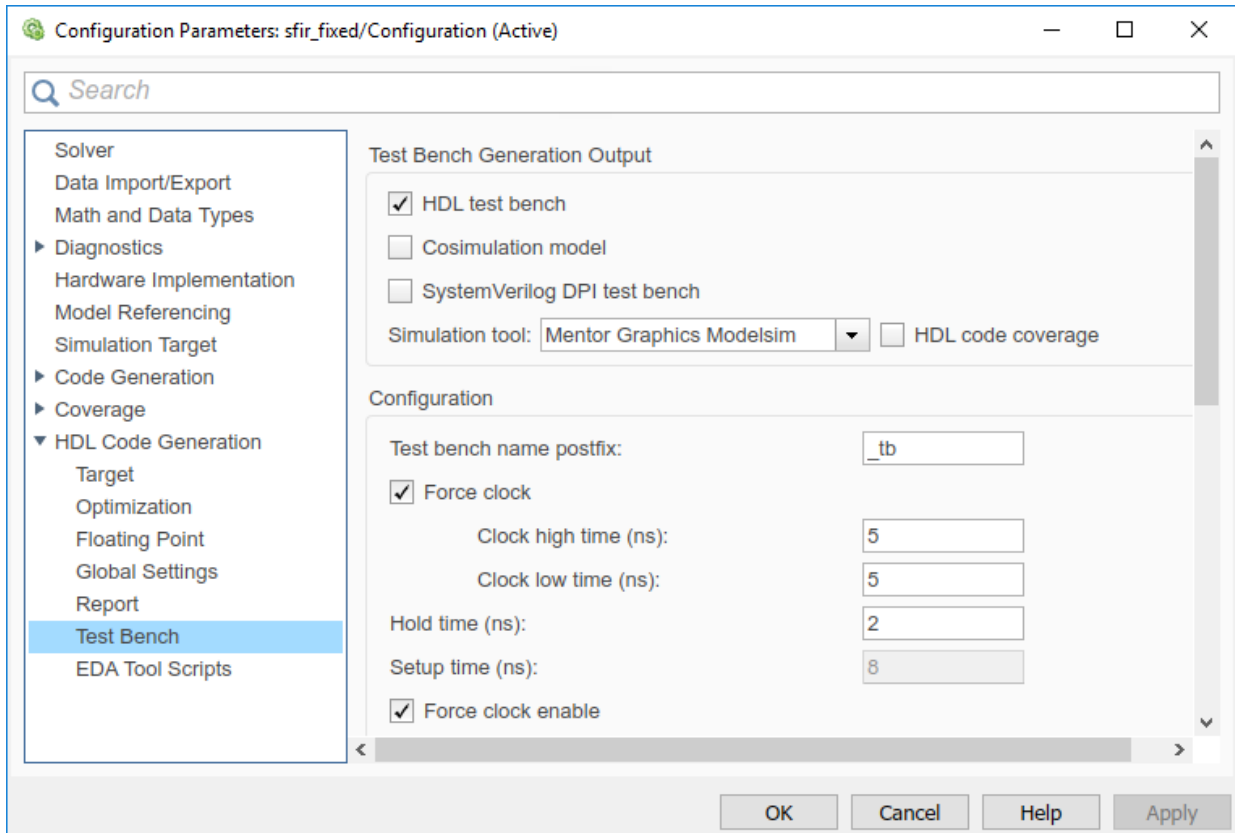 Configuration Parameters: sfir_fixed/Configuration (Active)
Search
Solver
Data Import/Export
Math and Data Types
Diagnostics
Hardware Implementation
Model Referencing
Simulation Target
Code Generation
Coverage
HDL Code Generation
Target
Optimization
Floating Point
Global Settings
Report
Test Bench
EDA Tool Scripts
Test Bench Generation Output
HDL test bench
Cosimulation model
SystemVerilog DPI test bench
Simulation tool: Mentor Graphics Modelsim HDL code coverage
Configuration
Test bench name postfix: _tb
Force clock
Clock high time (ns): 5
Clock low time (ns): 5
Hold time (ns): 2
Setup time (ns): 8
Force clock enable
OK Cancel Help Apply